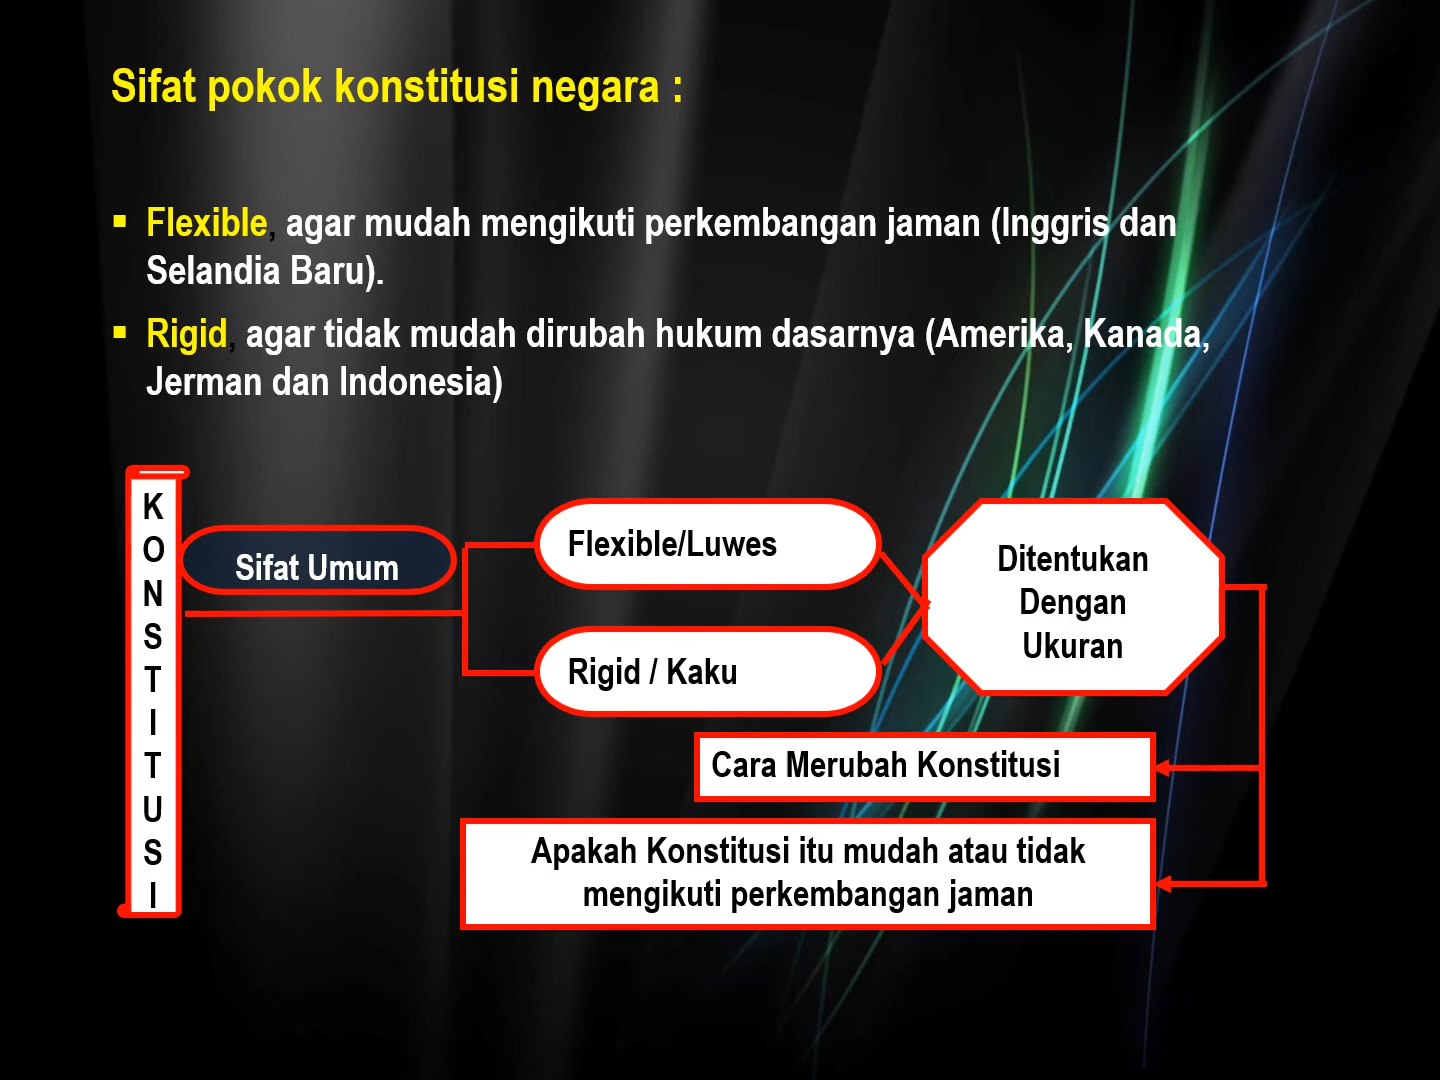 Sifat pokok konstitusi negara :
▪ Flexible, agar mudah mengikuti perkembangan jaman (Inggris dan
Selandia Baru).
▪ Rigid, agar tidak mudah dirubah hukum dasarnya (Amerika, Kanada,
Jerman dan Indonesia)
K
O
N
S
T
I
T
U
S
I
Sifat Umum
Flexible/Luwes
Rigid / Kaku
Ditentukan
Dengan
Ukuran
Cara Merubah Konstitusi
Apakah Konstitusi itu mudah atau tidak
mengikuti perkembangan jaman